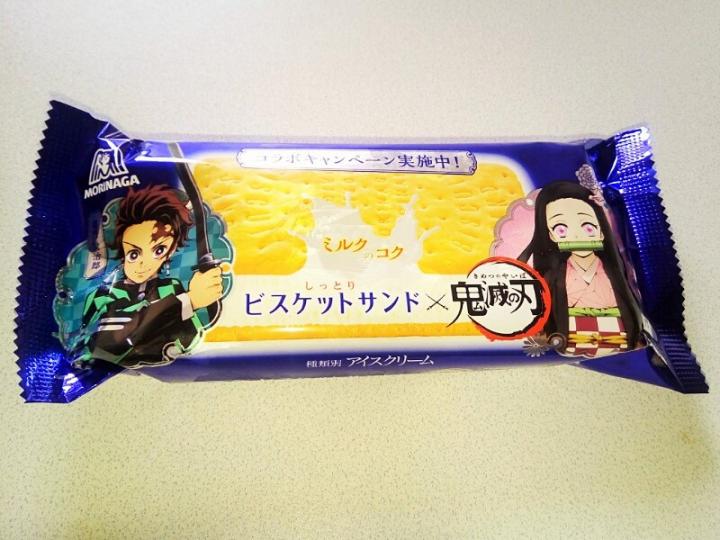 コラボキャンペーン実施中!
MORINAGA
治郎
ミルク
のコク
しっとり
ビスケットサンド×
きめつのやいば
鬼滅の刃
種類別 アイスクリーム